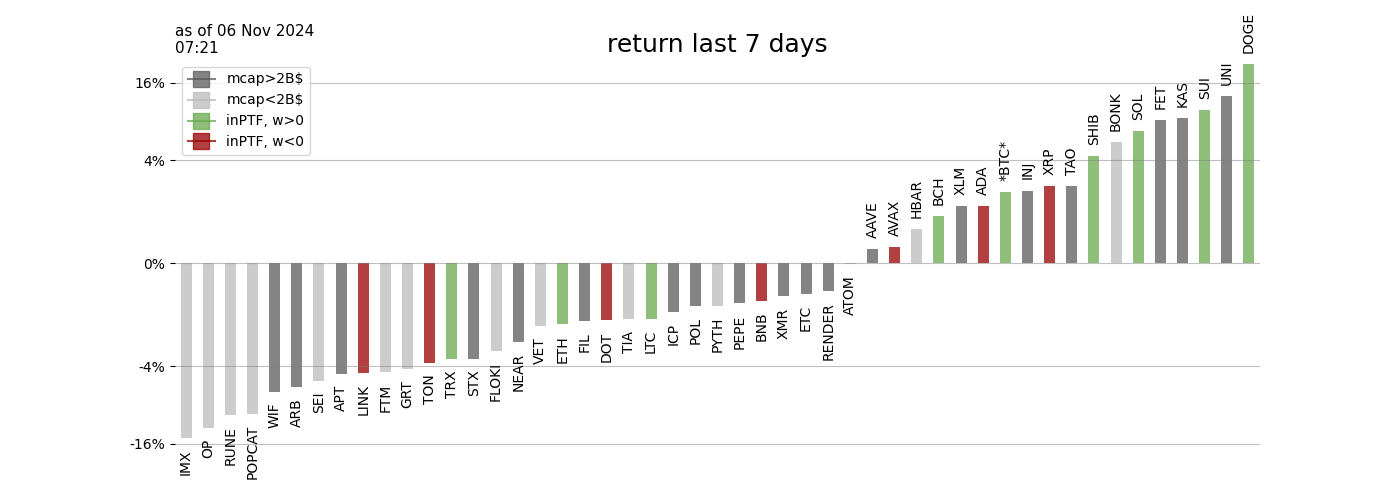 as of 06 Nov 2024
07:21
return last 7 days
mcap>2B$
mcap<2B$
inPTF, w>0
inPTF, w<0
16%
4%
0%
-4%
-16%
IMX
OP
RUNE
POPCAT
WIF
ARB
SEI
APT
LINK
FTM
GRT
TON
TRX
STX
FLOKI
NEAR
VET
ETH
FIL
DOT
TIA
LTC
ICP
POL
PYTH
PEPE
BNB
XMR
ETC
RENDER
ATOM
AAVE
AVAX
HBAR
BCH
XLM
ADA
*BTC*
INJ
XRP
TAO
SHIB
BONK
SOL
FET
KAS
SUI
UNI
DOGE